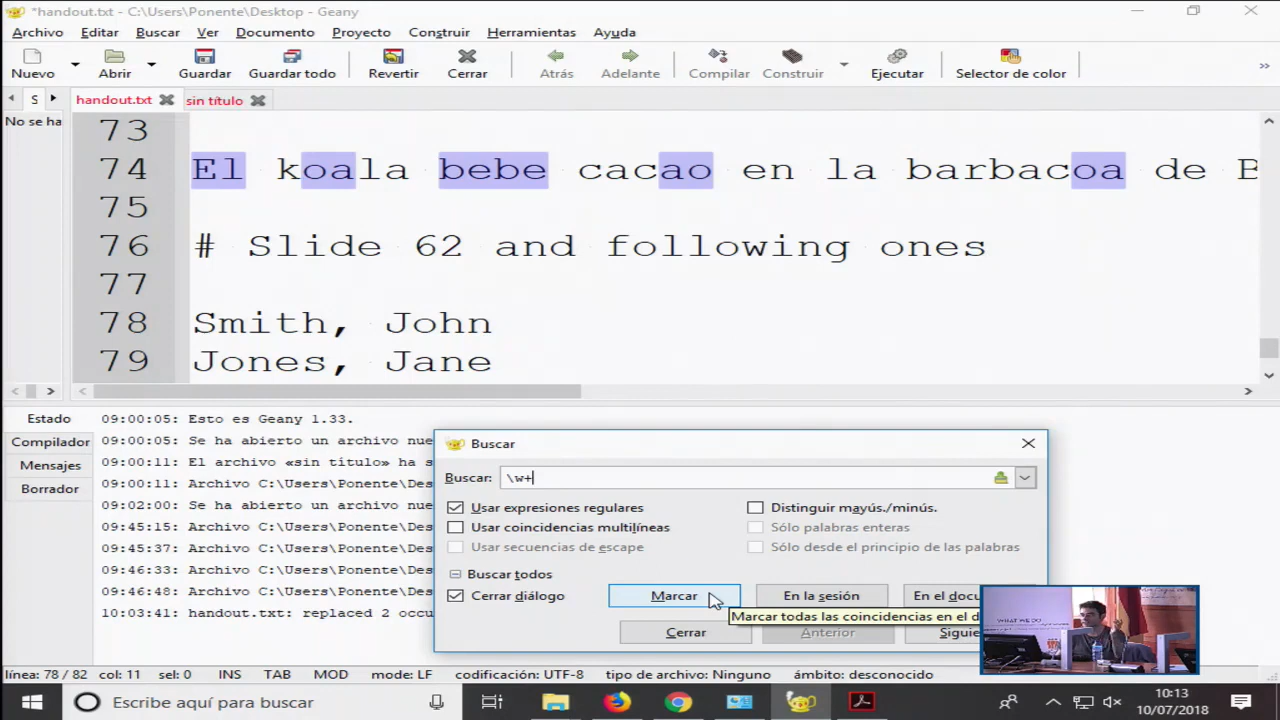 *handout.txt - C:\Users\Ponente\Desktop - Geany
Archivo Editar Buscar Ver Documento Proyecto Construir Herramientas Ayuda
Nuevo Abrir Guardar Guardar todo Revertir Cerrar Atrás Adelante Compilar Construir Ejecutar Selector de color
S handout.txt sin título
No se ha
73
74 El koala bebe cacao en la barbacoa de B
75
76 # Slide 62 and following ones
77
78 Smith, John
79 Jones, Jane
Estado
Compilador
Mensajes
Borrador
09:00:05: Esto es Geany 1.33.
09:00:05: Se ha abierto un archivo nue
09:00:11: El archivo «sin título» ha s
09:00:11: Archivo C:\Users\Ponente\Des
09:02:00: Se ha abierto un archivo nue
09:45:15: Archivo C:\Users\Ponente\Des
09:45:37: Archivo C:\Users\Ponente\Des
09:46:33: Archivo C:\Users\Ponente\Des
09:46:48: Archivo C:\Users\Ponente\Des
10:03:41: handout.txt: replaced 2 occu
Buscar
Buscar: \w+
Usar expresiones regulares Distinguir mayús./minús.
Usar coincidencias multilíneas Sólo palabras enteras
Usar secuencias de escape Sólo desde el principio de las palabras
Buscar todos
Cerrar diálogo Marcar En la sesión En el docu
Marcar todas las coincidencias en el d
Cerrar Anterior Siguie
WHAT WE DO
línea: 78 / 82 col: 11 sel: 0 INS TAB MOD mode: LF codificación: UTF-8 tipo de archivo: Ninguno ámbito: desconocido
Escribe aquí para buscar
10:13
10/07/2018